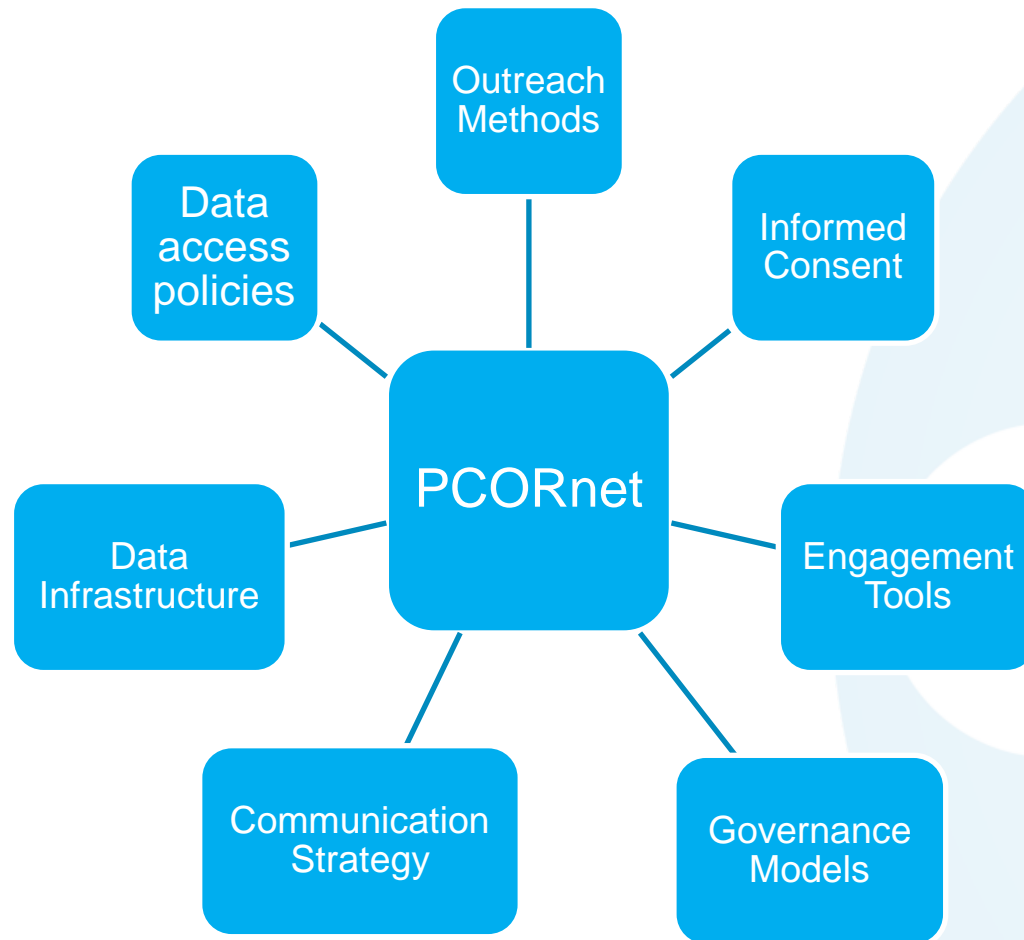 Outreach
Methods
Data
access
policies
Informed
Consent
PCORnet
Data
Infrastructure
Engagement
Tools
Communication
Strategy
Governance
Models